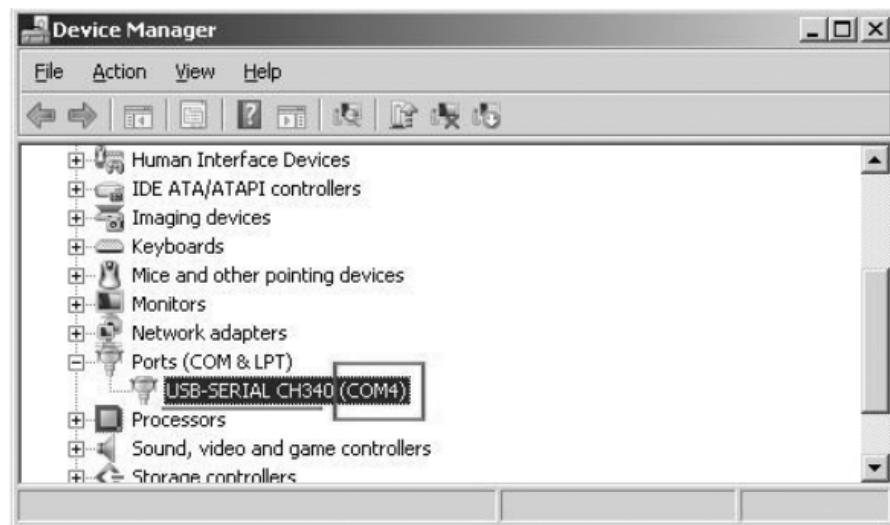 Device Manager
File Action View Help
Human Interface Devices
IDE ATA/ATAPI controllers
Imaging devices
Keyboards
Mice and other pointing devices
Monitors
Network adapters
Ports (COM & LPT)
USB-SERIAL CH340 (COM4)
Processors
Sound, video and game controllers
Storage controllers